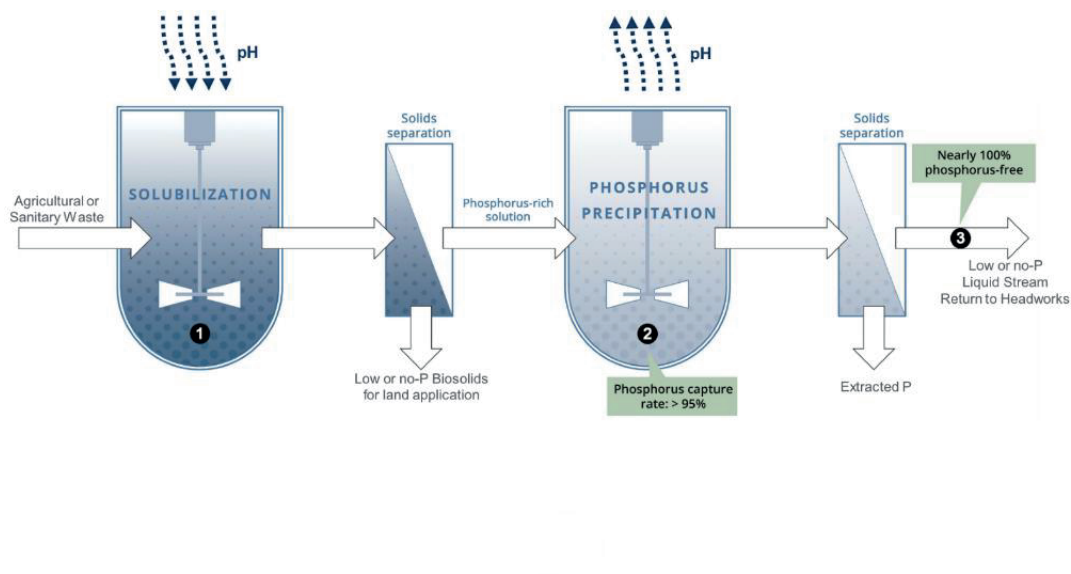 pH
pH
Solids
separation
Solids
separation
Nearly 100%
phosphorus-free
SOLUBILIZATION
PHOSPHORUS
PRECIPITATION
Agricultural or
Sanitary Waste
Phosphorus-rich
solution
3
Low or no-P
Liquid Stream
Return to Headworks
1
2
Low or no-P Biosolids
for land application
Phosphorus capture
rate: > 95%
Extracted P